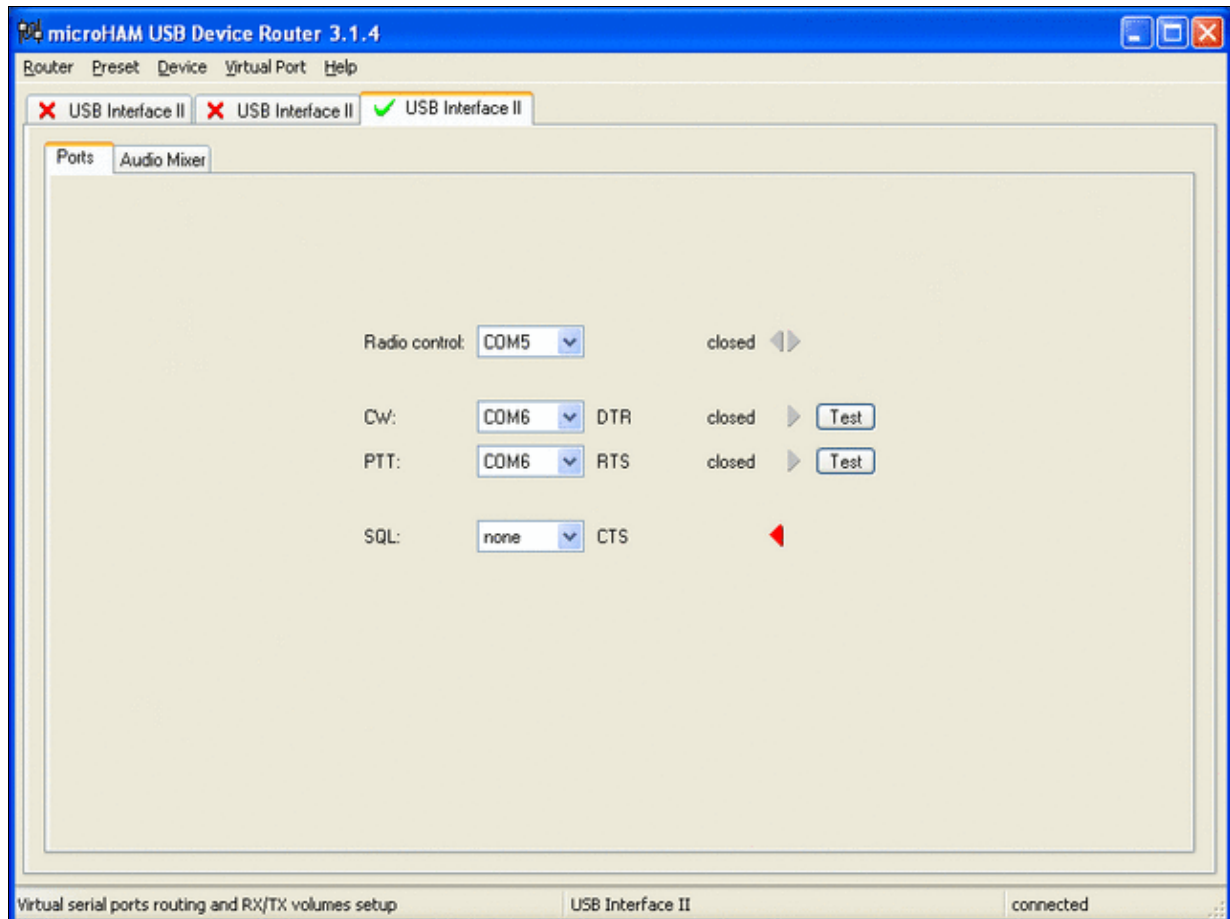 microHAM USB Device Router 3.1.4
Router Preset Device Virtual Port Help
USB Interface II USB Interface II USB Interface II
Ports Audio Mixer
Radio control: COM5 closed
CW: COM6 DTR closed Test
PTT: COM6 RTS closed Test
SQL: none CTS
Virtual serial ports routing and RX/TX volumes setup USB Interface II connected